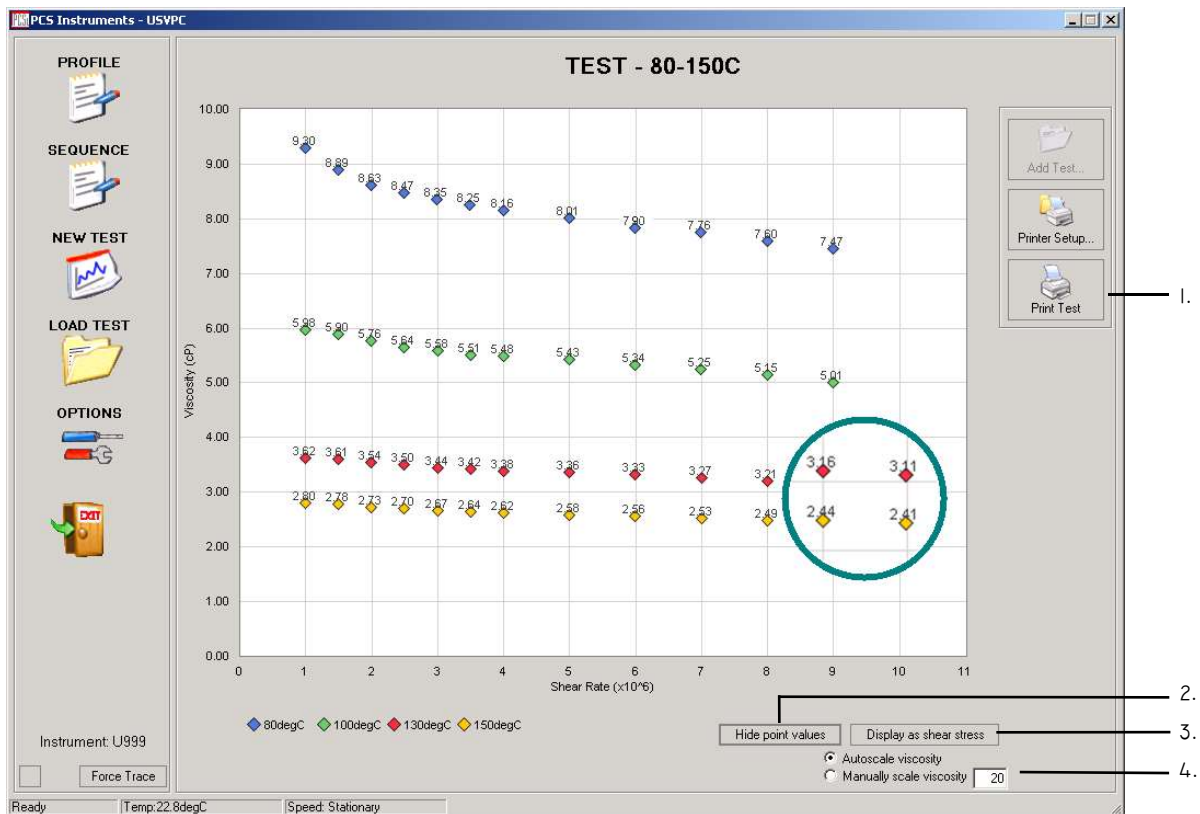 PCS Instruments - USVPC
PROFILE
SEQUENCE
NEW TEST
LOAD TEST
OPTIONS
EXIT
Instrument: U999
Force Trace
TEST - 80-150C
Viscosity (cP)
10.00
9.00
8.00
7.00
6.00
5.00
4.00
3.00
2.00
1.00
0.00
9.30 8.89 8.63 8.47 8.35 8.25 8.16 8.01 7.90 7.76 7.60 7.47
5.98 5.90 5.76 5.64 5.58 5.51 5.48 5.43 5.34 5.25 5.15 5.01
3.62 3.61 3.54 3.50 3.44 3.42 3.38 3.36 3.33 3.27 3.21 3.16 3.11
2.80 2.78 2.73 2.70 2.67 2.64 2.62 2.58 2.56 2.53 2.49 2.44 2.41
0 1 2 3 4 5 6 7 8 9 10 11
Shear Rate (x10^6)
80degC 100degC 130degC 150degC
Add Test...
Printer Setup...
Print Test
1.
Hide point values
2.
Display as shear stress
3.
Autoscale viscosity
Manually scale viscosity 20
4.
Ready Temp:22.8degC Speed: Stationary